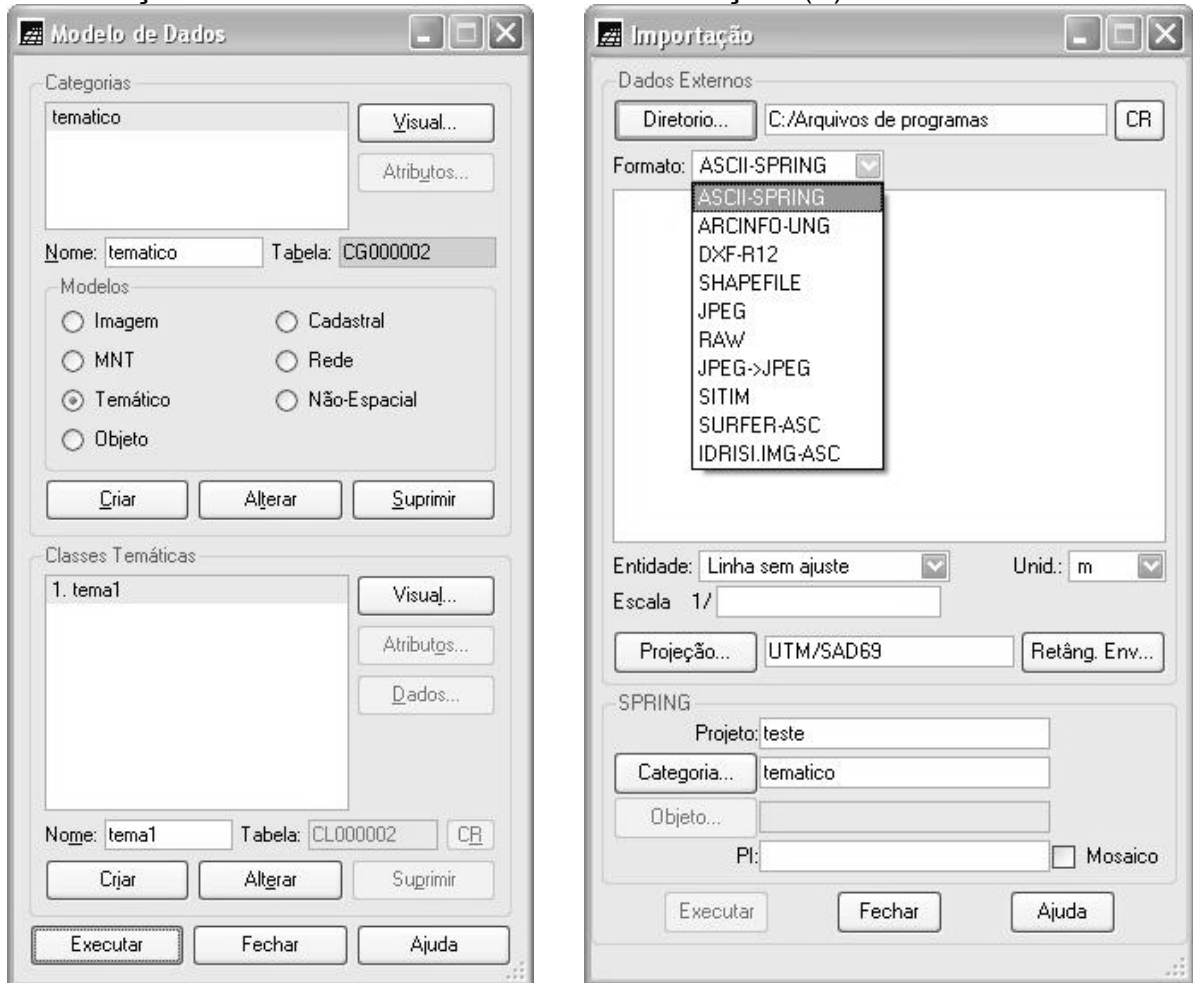 Modelo de Dados
Categorias
tematico
Visual...
Atributos...
Nome: tematico Tabela: CG000002
Modelos
Imagem Cadastral
MNT Rede
Temático Não-Espacial
Objeto
Criar Alterar Suprimir
Classes Temáticas
1. tema1
Visual...
Atributos...
Dados...
Nome: tema1 Tabela: CL000002 CR
Criar Alterar Suprimir
Executar Fechar Ajuda
Importação
Dados Externos
Diretorio... C:/Arquivos de programas CR
Formato: ASCII-SPRING
ASCII-SPRING
ARCINFO-UNG
DXF-R12
SHAPEFILE
JPEG
RAW
JPEG->JPEG
SITIM
SURFER-ASC
IDRISI.IMG-ASC
Entidade: Linha sem ajuste Unid.: m
Escala 1/
Projeção... UTM/SAD69 Retâng. Env...
SPRING
Projeto: teste
Categoria... tematico
Objeto...
PI: Mosaico
Executar Fechar Ajuda